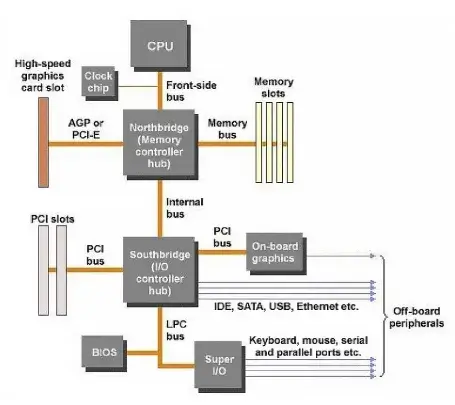 CPU
High-speed
graphics
card slot
Clock
chip
Front-side
bus
Memory
slots
AGP or
PCI-E
Northbridge
(Memory
controller
hub)
Memory
bus
Internal
bus
PCI slots
PCI
bus
Southbridge
(I/O
controller
hub)
PCI
bus
On-board
graphics
IDE, SATA, USB, Ethernet etc.
Off-board
peripherals
LPC
bus
BIOS
Super
I/O
Keyboard, mouse, serial
and parallel ports etc.